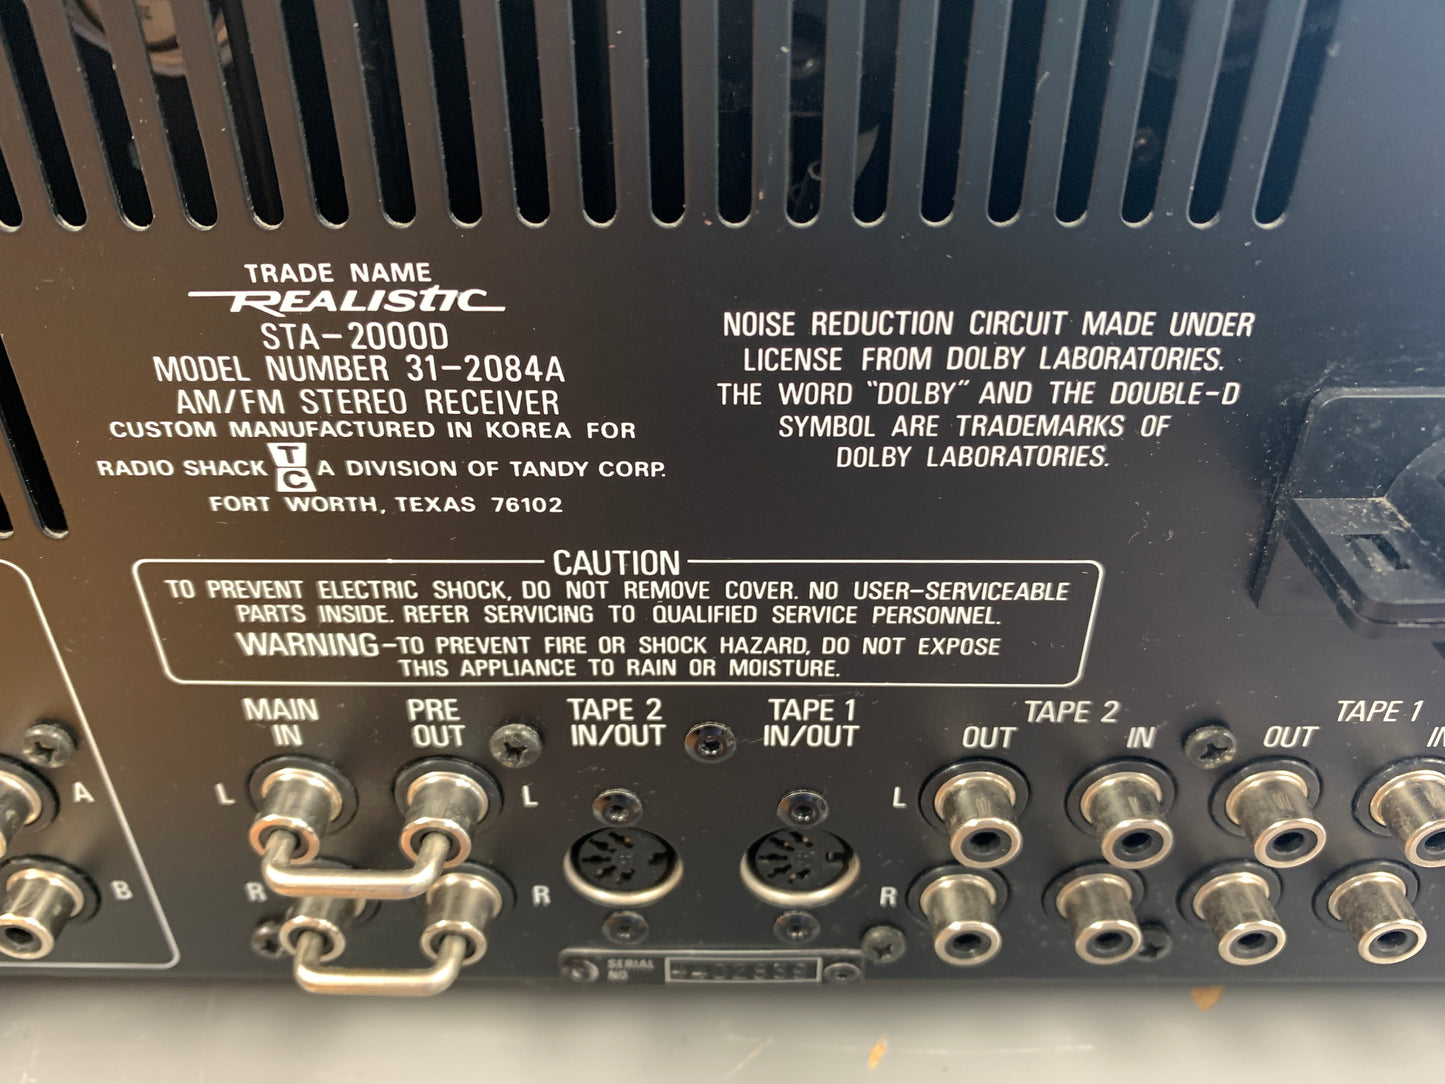 TRADE NAME
REALISTIC
STA-2000D
MODEL NUMBER 31-2084A
AM/FM STEREO RECEIVER
CUSTOM MANUFACTURED IN KOREA FOR
RADIO SHACK TC A DIVISION OF TANDY CORP.
FORT WORTH, TEXAS 76102
NOISE REDUCTION CIRCUIT MADE UNDER
LICENSE FROM DOLBY LABORATORIES.
THE WORD "DOLBY" AND THE DOUBLE-D
SYMBOL ARE TRADEMARKS OF
DOLBY LABORATORIES.
CAUTION
TO PREVENT ELECTRIC SHOCK, DO NOT REMOVE COVER. NO USER-SERVICEABLE
PARTS INSIDE. REFER SERVICING TO QUALIFIED SERVICE PERSONNEL.
WARNING-TO PREVENT FIRE OR SHOCK HAZARD, DO NOT EXPOSE
THIS APPLIANCE TO RAIN OR MOISTURE.
MAIN IN
PRE OUT
TAPE 2 IN/OUT
TAPE 1 IN/OUT
TAPE 2
OUT IN
TAPE 1
OUT
A L L L
B R R R
SERIAL NO.